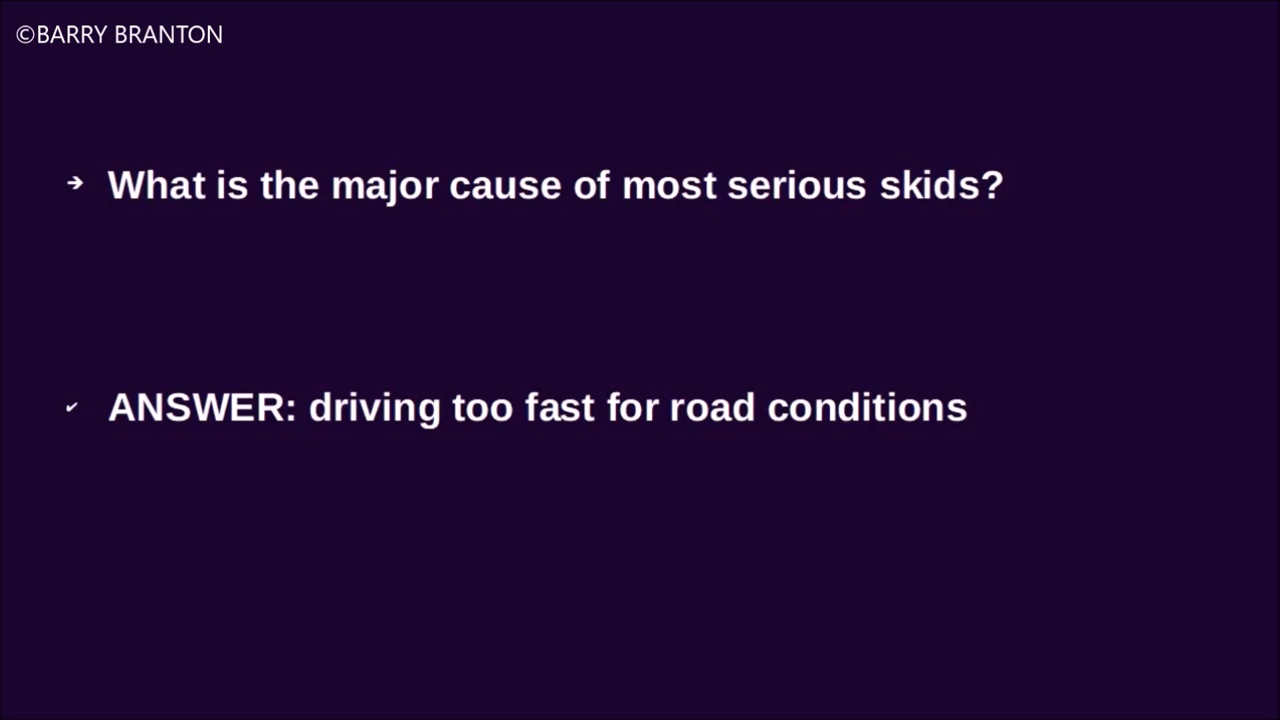 ©BARRY BRANTON
➔ What is the major cause of most serious skids?
✔ ANSWER: driving too fast for road conditions